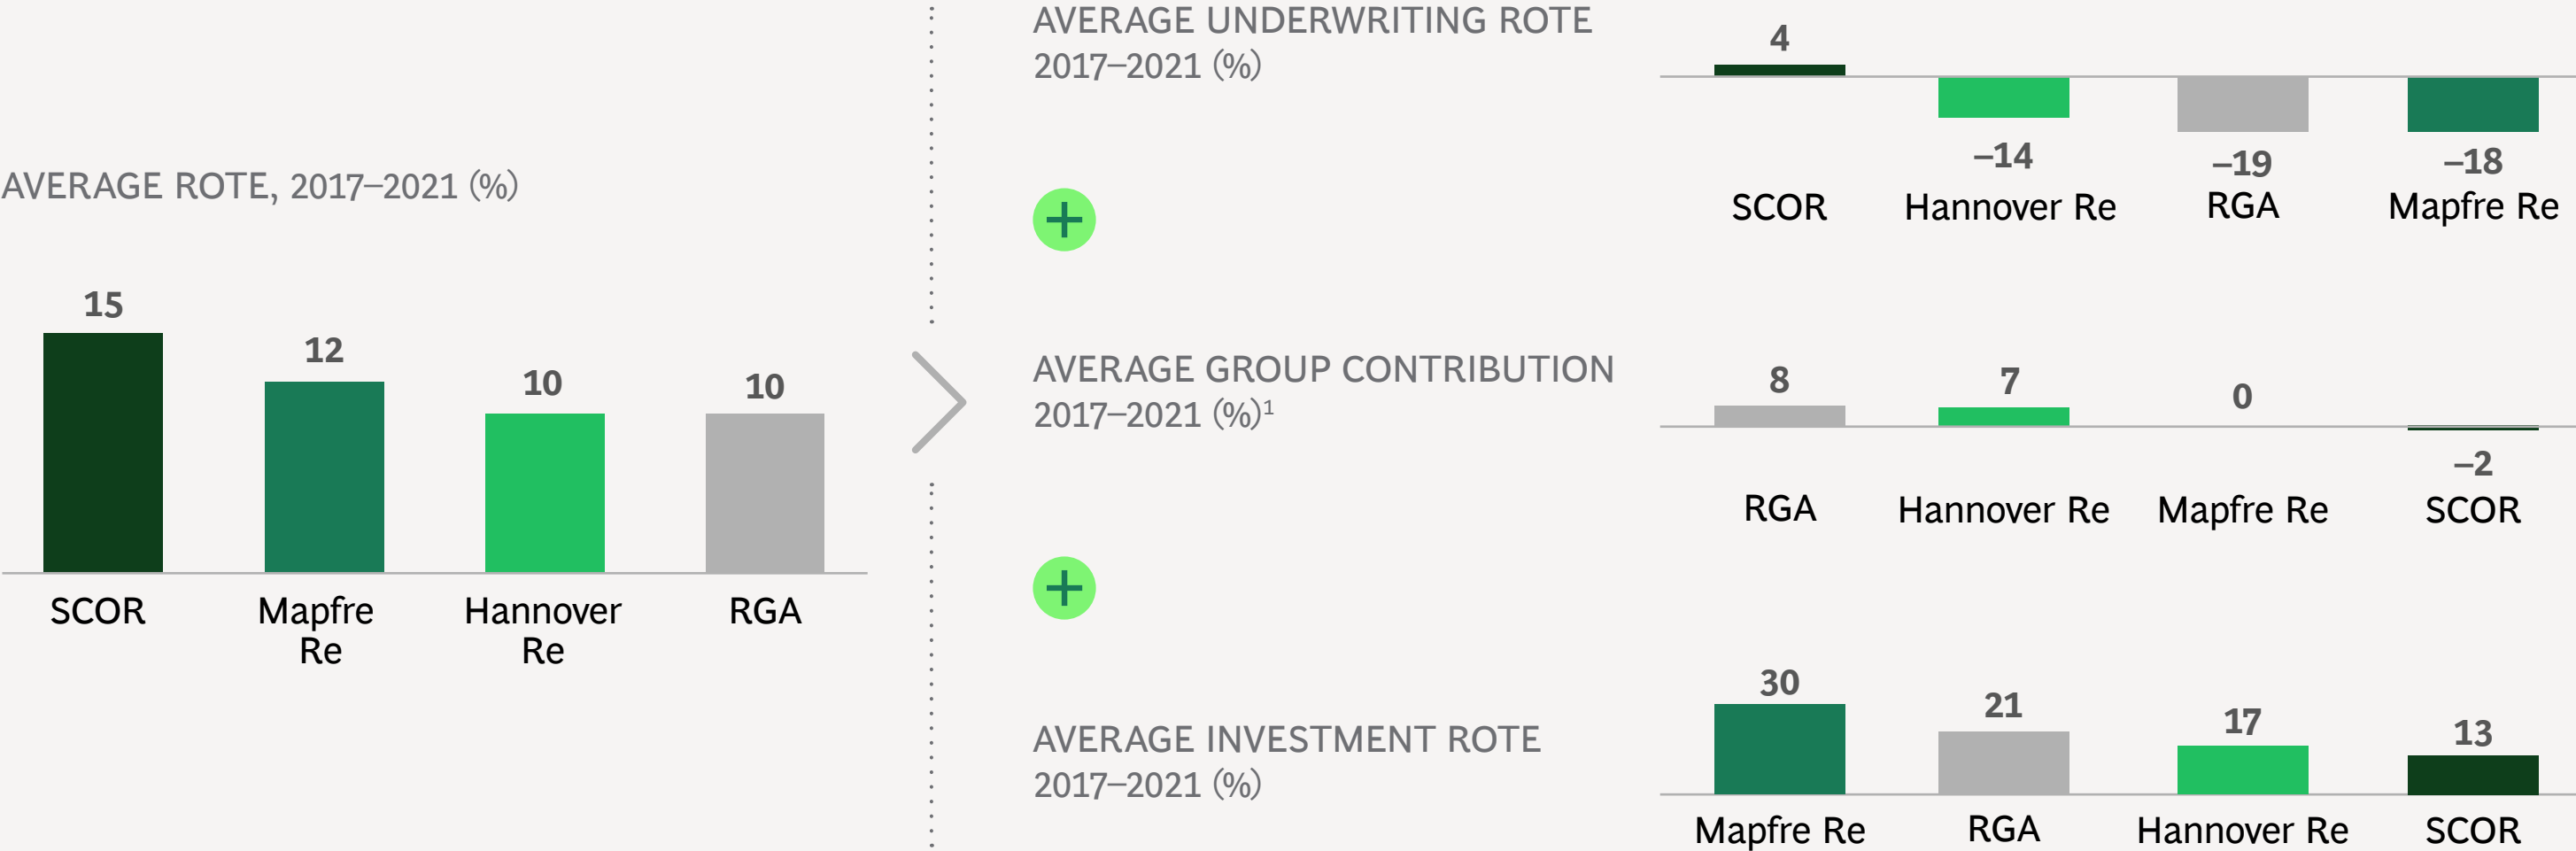 AVERAGE ROTE, 2017–2021 (%)
15
12
10
10
SCOR
Mapfre
Re
Hannover
Re
RGA
AVERAGE UNDERWRITING ROTE
2017–2021 (%)
4
–14
–19
–18
SCOR
Hannover Re
RGA
Mapfre Re
+
AVERAGE GROUP CONTRIBUTION
2017–2021 (%)¹
8
7
0
–2
RGA
Hannover Re
Mapfre Re
SCOR
+
AVERAGE INVESTMENT ROTE
2017–2021 (%)
30
21
17
13
Mapfre Re
RGA
Hannover Re
SCOR